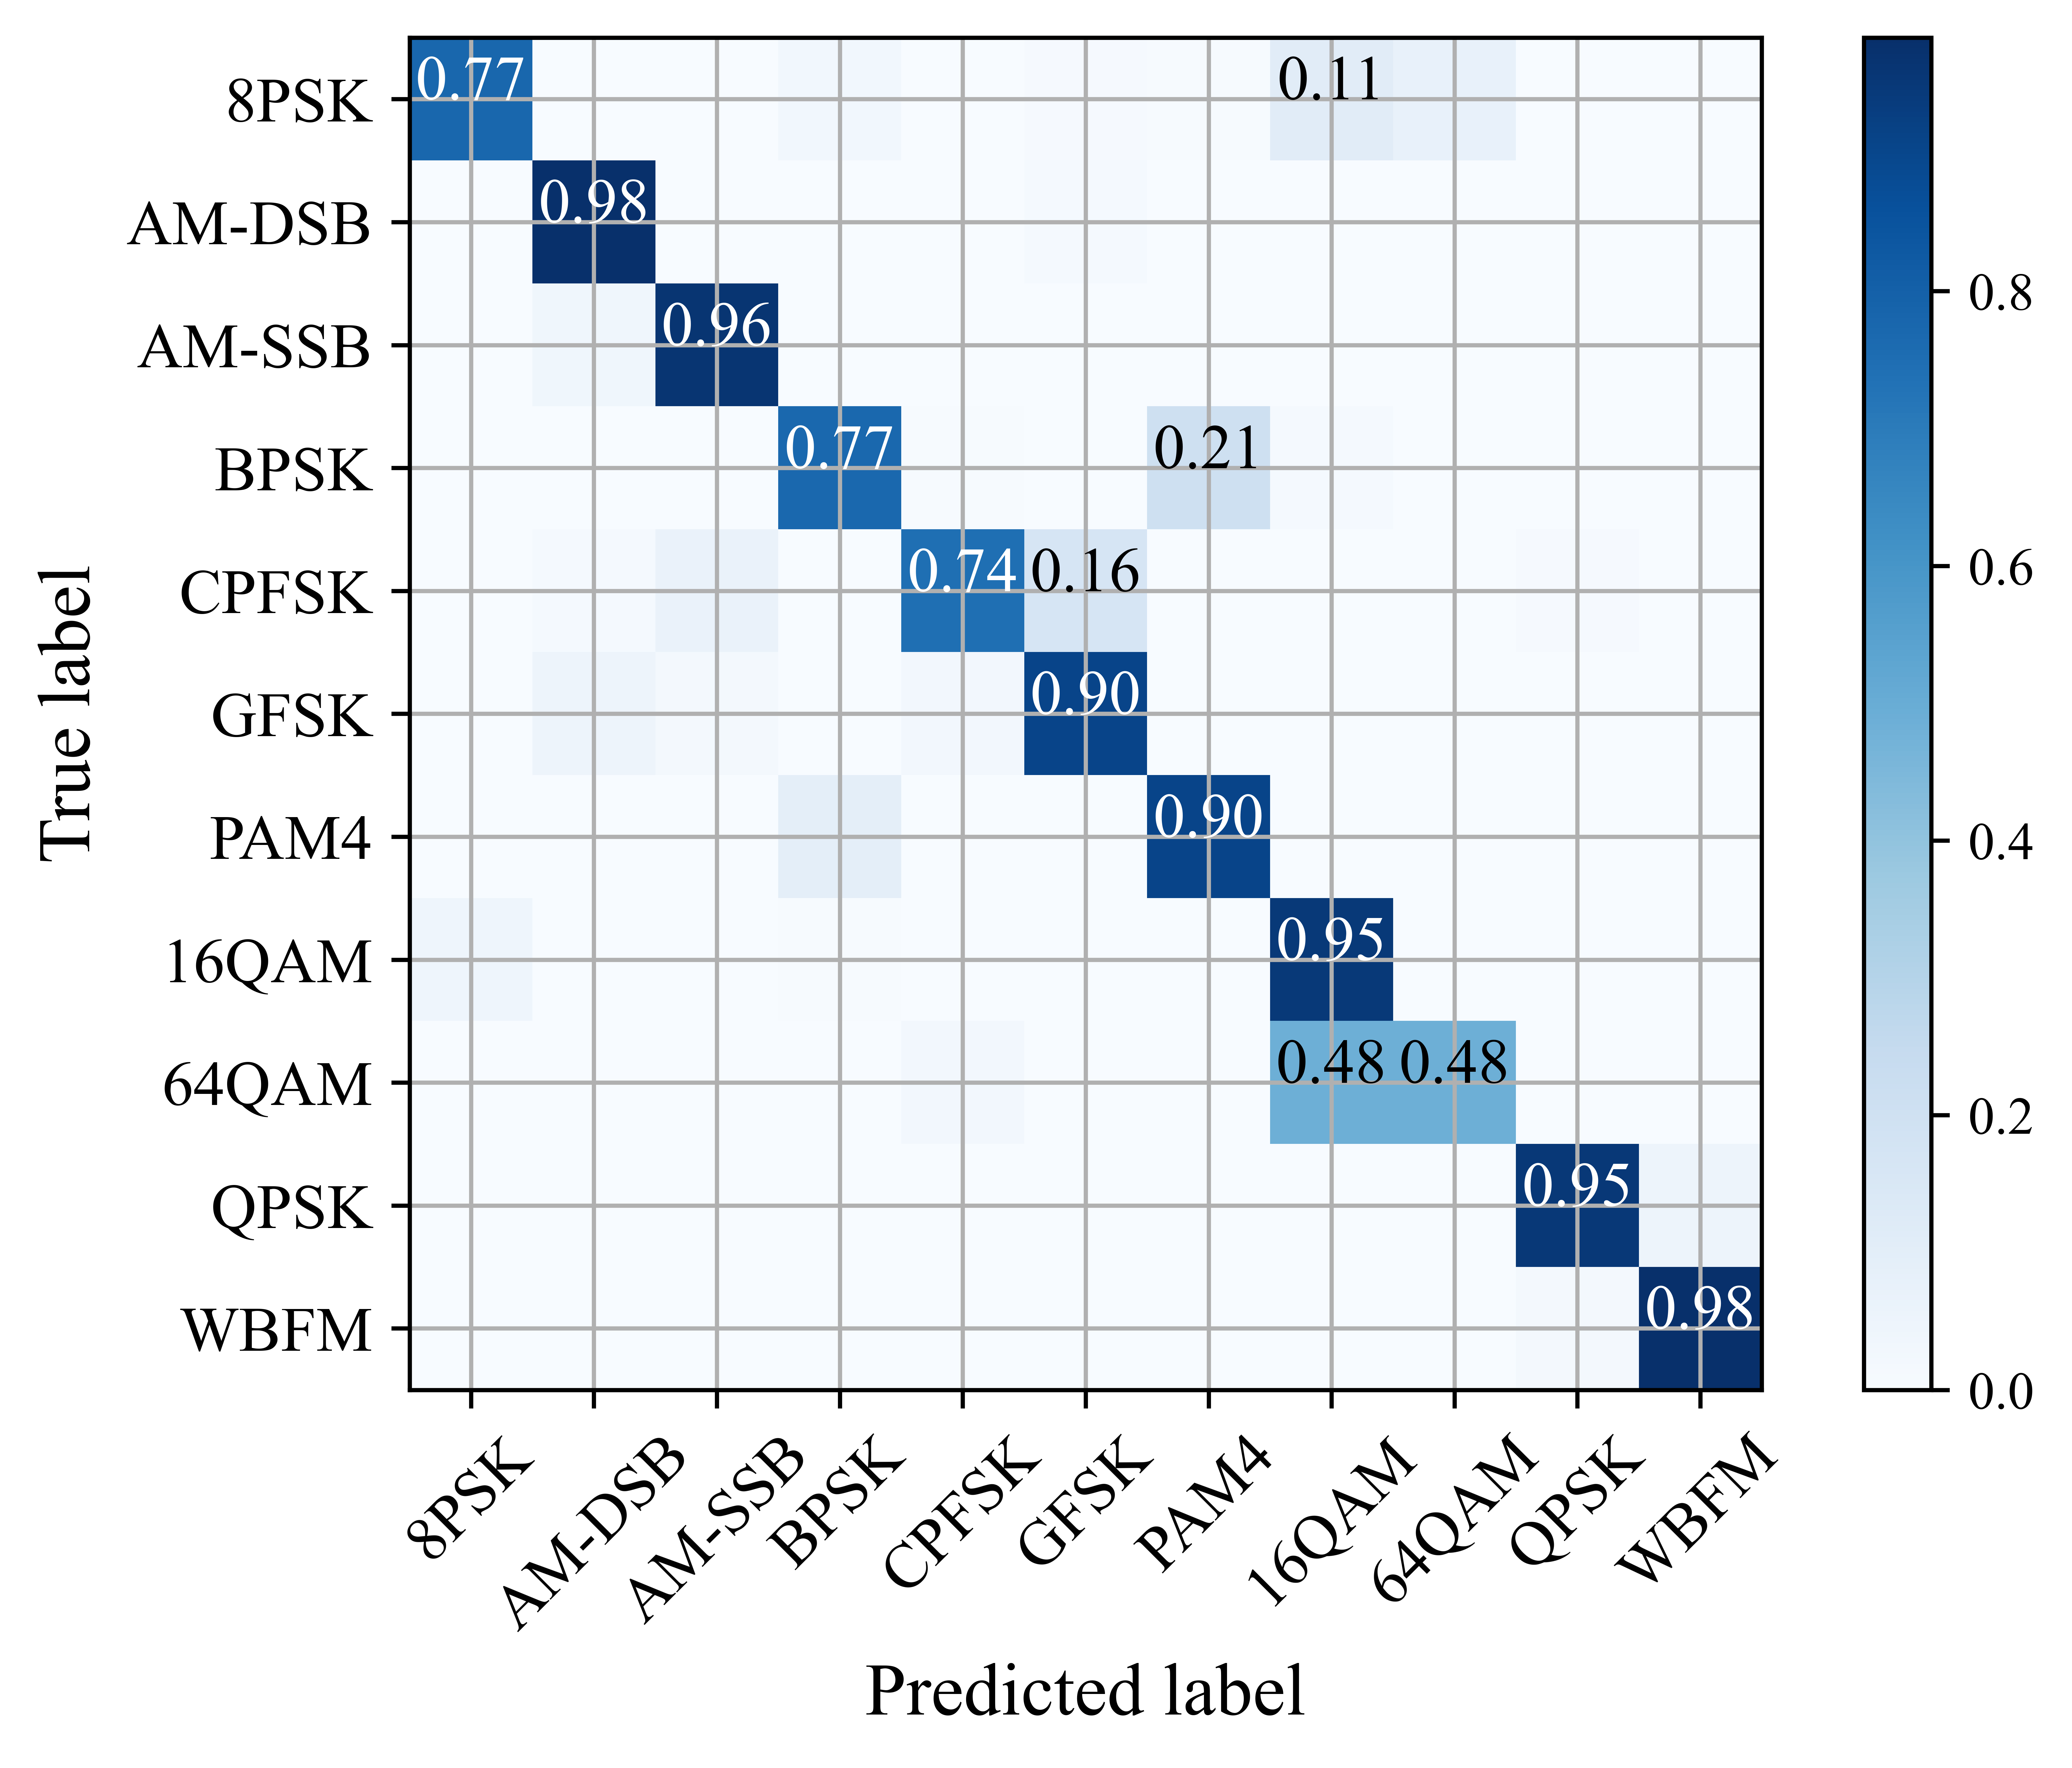 8PSK 0.77 0.11
AM-DSB 0.98
AM-SSB 0.96
BPSK 0.77 0.21
CPFSK 0.74 0.16
GFSK 0.90
PAM4 0.90
16QAM 0.95
64QAM 0.48 0.48
QPSK 0.95
WBFM 0.98
True label
8PSK AM-DSB AM-SSB BPSK CPFSK GFSK PAM4 16QAM 64QAM QPSK WBFM
Predicted label
0.8
0.6
0.4
0.2
0.0